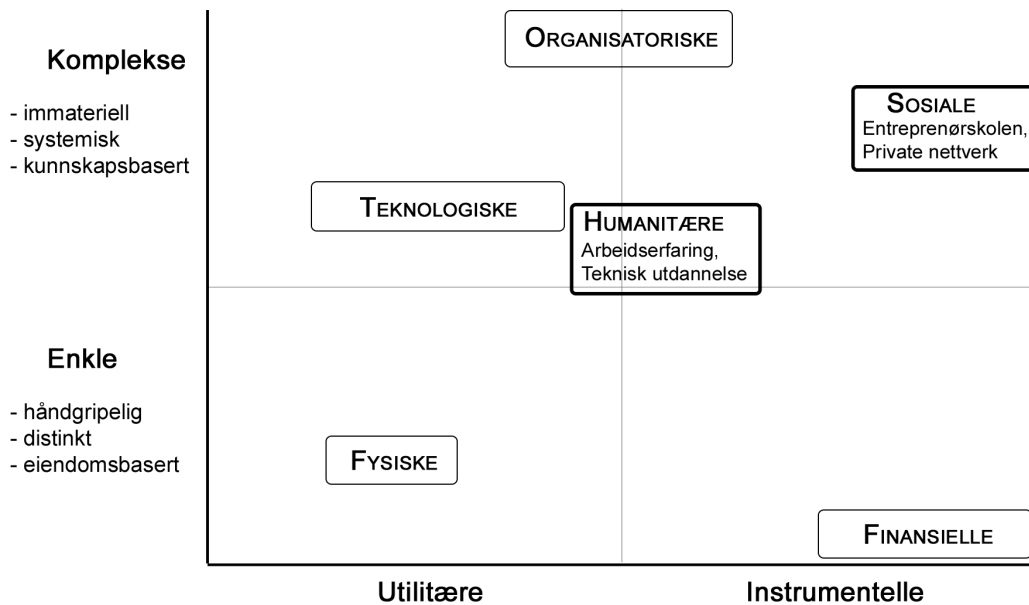 Komplekse
- immateriell
- systemisk
- kunnskapsbasert
ORGANISATORISKE
SOSIALE
Entreprenørskolen,
Private nettverk
TEKNOLOGISKE
HUMANITÆRE
Arbeidserfaring,
Teknisk utdannelse
Enkle
- håndgripelig
- distinkt
- eiendomsbasert
FYSISKE
FINANSIELLE
Utilitære
Instrumentelle